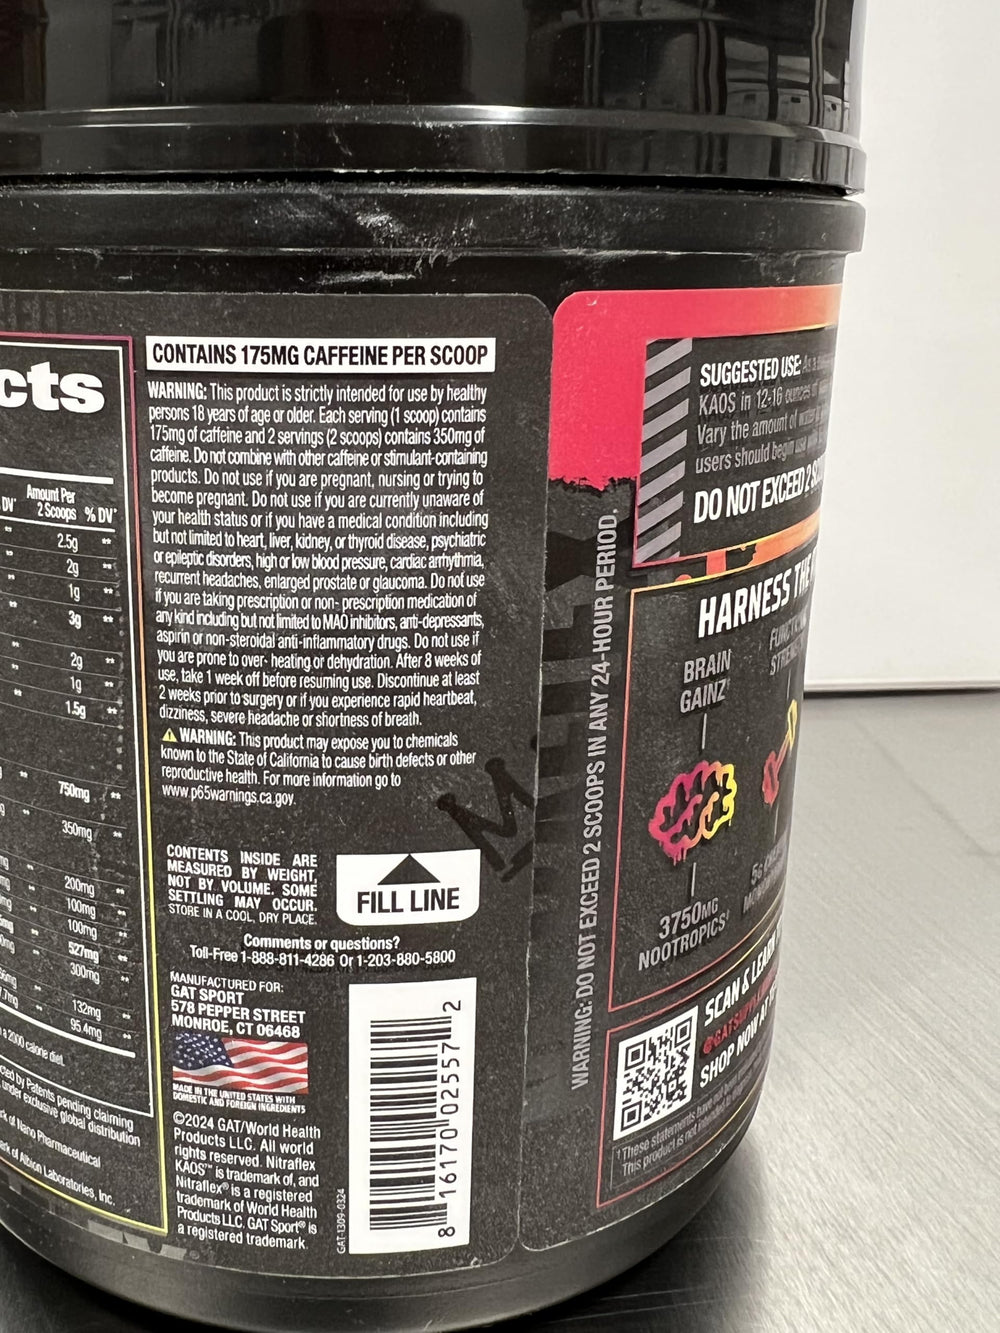 cts
Amount Per
DV* 2 Scoops % DV*
** 2.5g **
** 2g **
** 1g **
** 3g **
** 2g **
** 1g **
** 1.5g **
** 750mg **
** 350mg **
** 200mg **
** 100mg **
** 100mg **
** 527mg **
** 300mg **
** 132mg **
** 95.4mg **
a 2000 calorie diet.
by Patents pending claiming
under exclusive global distribution
of Nano Pharmaceutical
of Albion Laboratories, Inc.
CONTAINS 175MG CAFFEINE PER SCOOP
WARNING: This product is strictly intended for use by healthy
persons 18 years of age or older. Each serving (1 scoop) contains
175mg of caffeine and 2 servings (2 scoops) contains 350mg of
caffeine. Do not combine with other caffeine or stimulant-containing
products. Do not use if you are pregnant, nursing or trying to
become pregnant. Do not use if you are currently unaware of
your health status or if you have a medical condition including
but not limited to heart, liver, kidney, or thyroid disease, psychiatric
or epileptic disorders, high or low blood pressure, cardiac arrhythmia,
recurrent headaches, enlarged prostate or glaucoma. Do not use
if you are taking prescription or non- prescription medication of
any kind including but not limited to MAO inhibitors, anti-depressants,
aspirin or non-steroidal anti-inflammatory drugs. Do not use if
you are prone to over- heating or dehydration. After 8 weeks of
use, take 1 week off before resuming use. Discontinue at least
2 weeks prior to surgery or if you experience rapid heartbeat,
dizziness, severe headache or shortness of breath.
⚠ WARNING: This product may expose you to chemicals
known to the State of California to cause birth defects or other
reproductive health. For more information go to
www.p65warnings.ca.gov.
CONTENTS INSIDE ARE
MEASURED BY WEIGHT,
NOT BY VOLUME. SOME
SETTLING MAY OCCUR.
STORE IN A COOL, DRY PLACE.
FILL LINE
Comments or questions?
Toll-Free 1-888-811-4286 Or 1-203-880-5800
MANUFACTURED FOR:
GAT SPORT
578 PEPPER STREET
MONROE, CT 06468
MADE IN THE UNITED STATES WITH
DOMESTIC AND FOREIGN INGREDIENTS
©2024 GAT/World Health
Products LLC. All world
rights reserved. Nitraflex
KAOS™ is trademark of, and
Nitraflex® is a registered
trademark of World Health
Products LLC. GAT Sport® is
a registered trademark.
GAT-1309-0324
8 16170 02557 2
WARNING: DO NOT EXCEED 2 SCOOPS IN ANY 24-HOUR PERIOD.
SUGGESTED USE: As a
KAOS in 12-16 ounces of
Vary the amount of water
users should begin use with
DO NOT EXCEED 2
HARNESS THE
BRAIN
GAINZ†
3750MG
NOOTROPICS†
SCAN & LEARN
SHOP NOW AT
†These statements have not
This product is not intended to